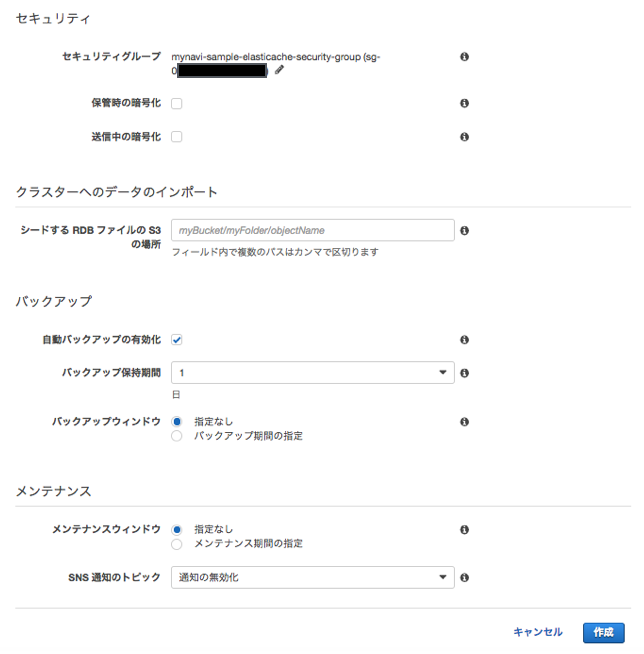 セキュリティ
セキュリティグループ mynavi-sample-elasticache-security-group (sg-
0
保管時の暗号化
送信中の暗号化
クラスターへのデータのインポート
シードする RDB ファイルの S3 myBucket/myFolder/objectName
の場所
フィールド内で複数のパスはカンマで区切ります
バックアップ
自動バックアップの有効化
バックアップ保持期間 1
日
バックアップウィンドウ 指定なし
バックアップ期間の指定
メンテナンス
メンテナンスウィンドウ 指定なし
メンテナンス期間の指定
SNS 通知のトピック 通知の無効化
キャンセル 作成